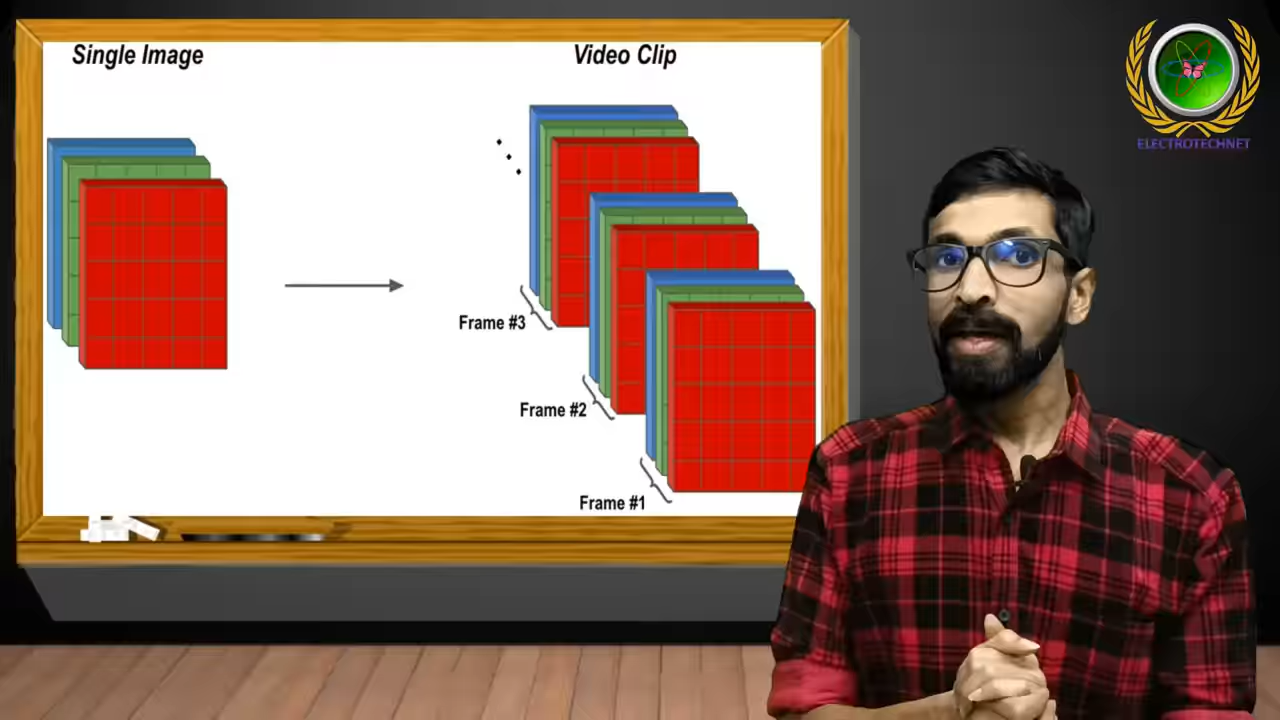 Single Image
Video Clip
ELECTROTECHNET
Frame #3
Frame #2
Frame #1